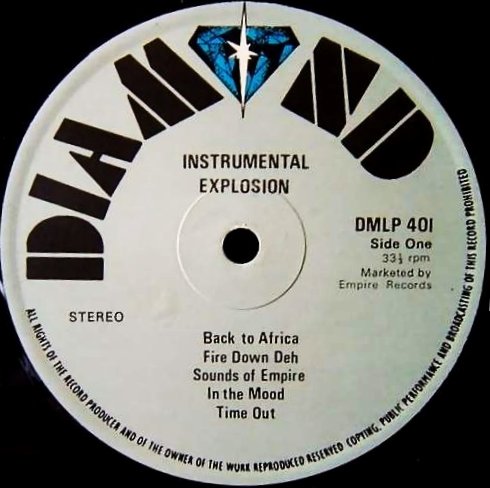 DIAMOND
INSTRUMENTAL
EXPLOSION
DMLP 401
Side One
33⅓ rpm
Marketed by
Empire Records
STEREO
Back to Africa
Fire Down Deh
Sounds of Empire
In the Mood
Time Out
ALL RIGHTS OF THE RECORD PRODUCER AND OF THE OWNER OF THE WORK REPRODUCED RESERVED COPYING, PUBLIC PERFORMANCE AND BROADCASTING OF THIS RECORD PROHIBITED